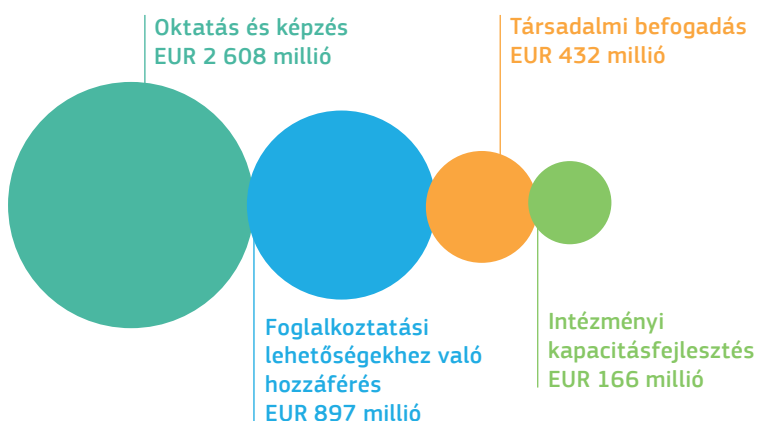 Oktatás és képzés
EUR 2 608 millió
Társadalmi befogadás
EUR 432 millió
Foglalkoztatási
lehetőségekhez való
hozzáférés
EUR 897 millió
Intézményi
kapacitásfejlesztés
EUR 166 millió